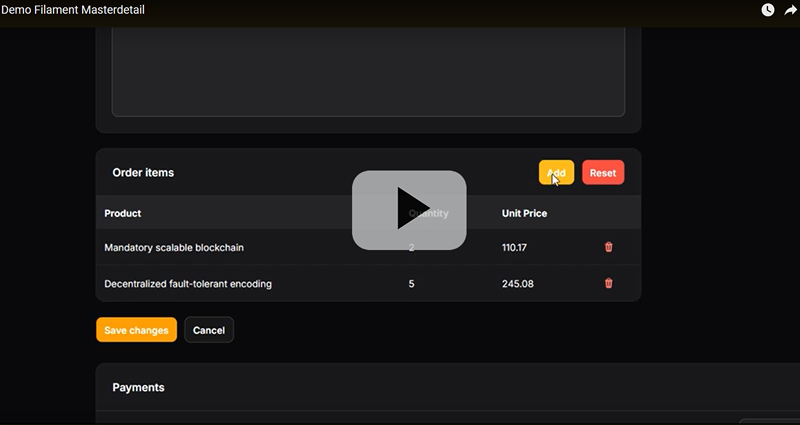 Demo Filament Masterdetail
Order items
Add
Reset
Product Quantity Unit Price
Mandatory scalable blockchain 2 110.17
Decentralized fault-tolerant encoding 5 245.08
Save changes
Cancel
Payments